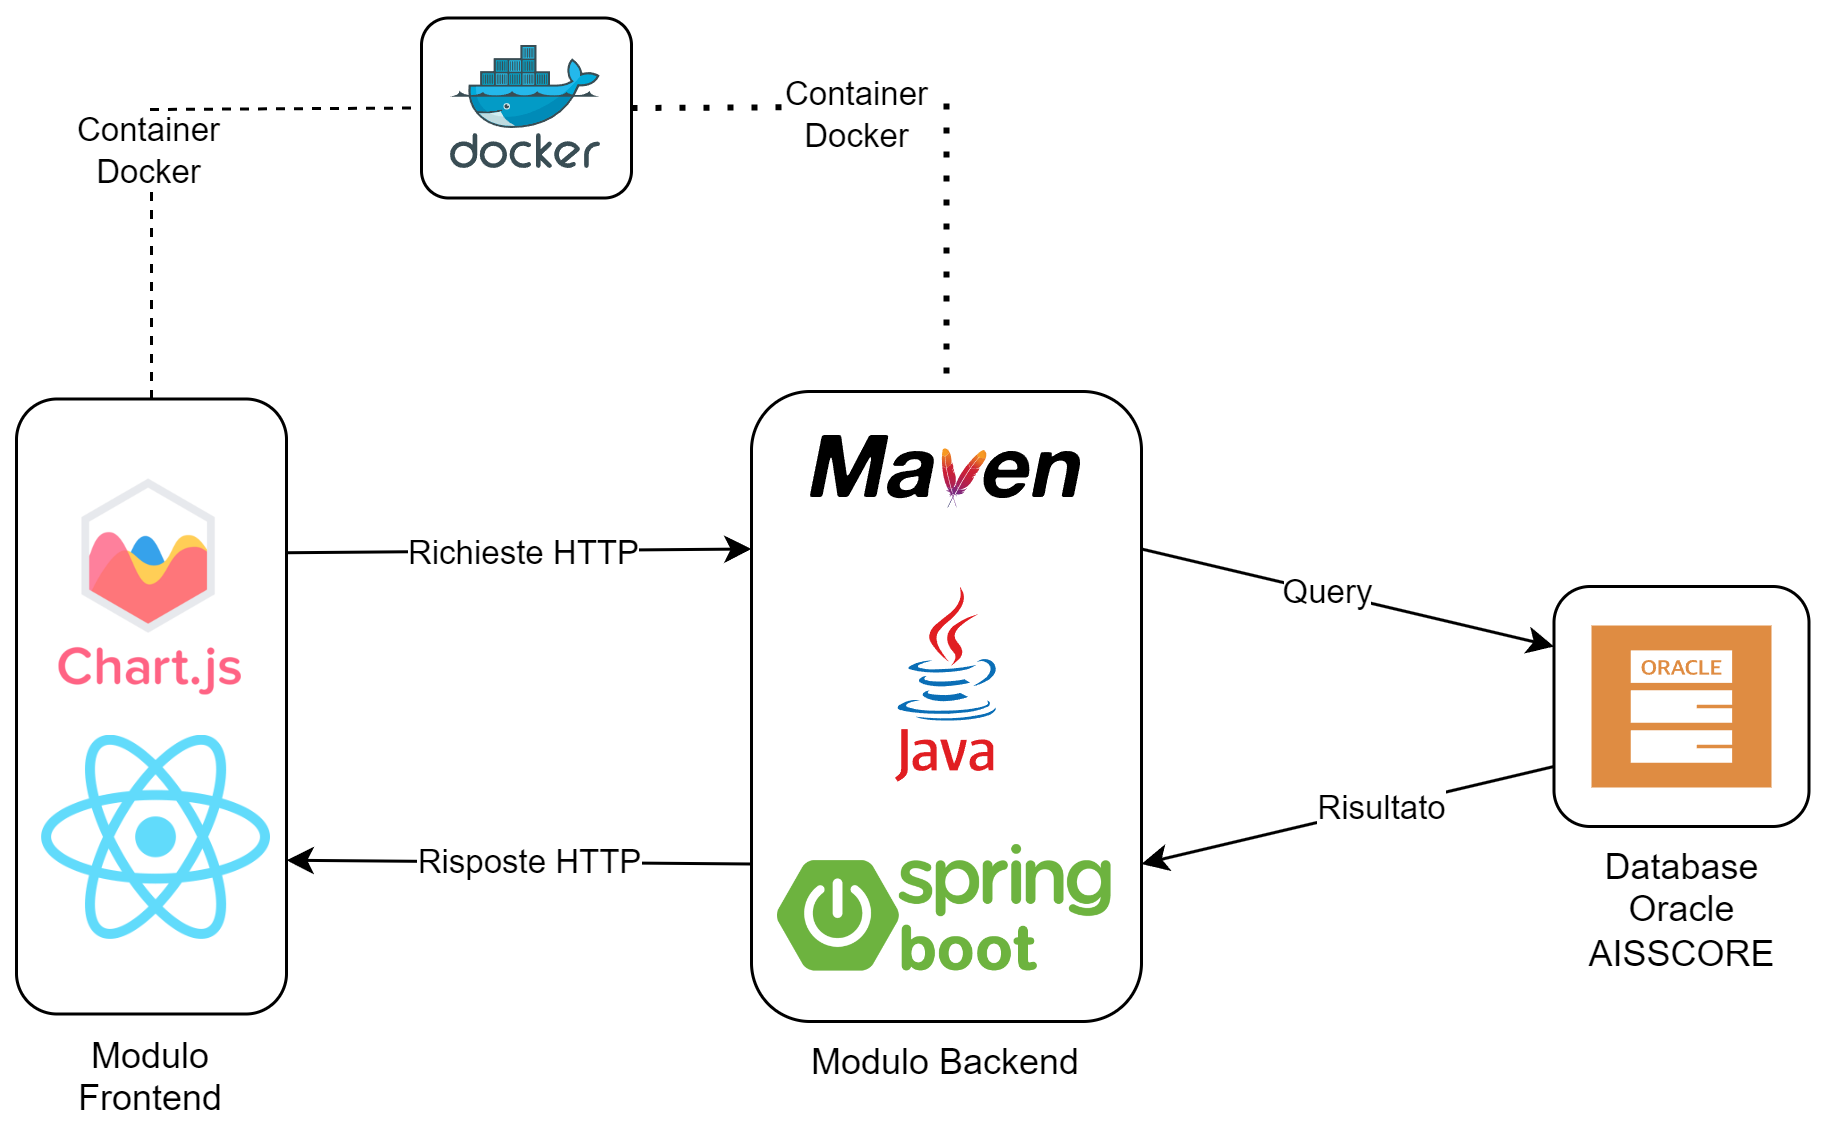 docker
Container
Docker
Container
Docker
Maven
Chart.js
Richieste HTTP
Java
Query
ORACLE
Risultato
Risposte HTTP
spring
boot
Database
Oracle
AISSCORE
Modulo
Frontend
Modulo Backend